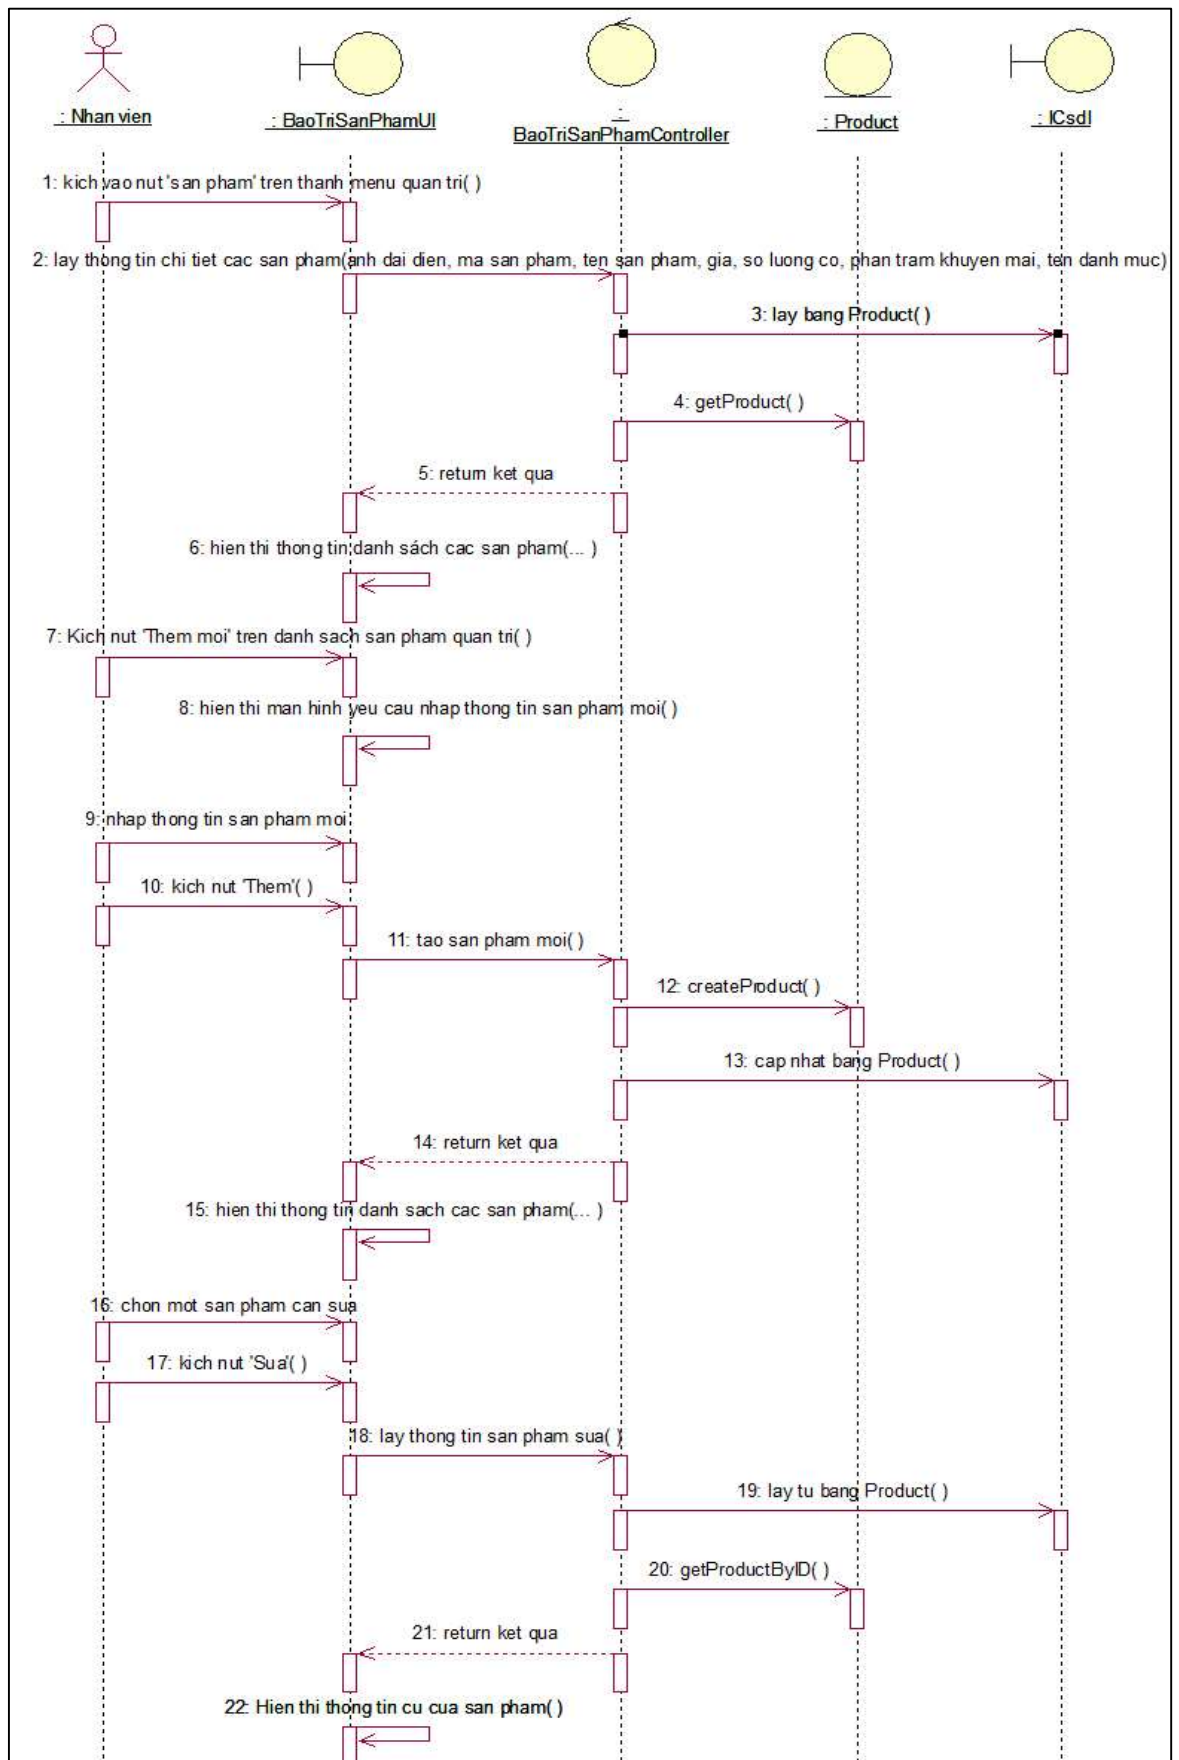 : Nhan vien
: BaoTriSanPhamUI
:
BaoTriSanPhamController
: Product
: ICsdl
1: kich vao nut 'san pham' tren thanh menu quan tri( )
2: lay thong tin chi tiet cac san pham(anh dai dien, ma san pham, ten san pham, gia, so luong co, phan tram khuyen mai, ten danh muc)
3: lay bang Product( )
4: getProduct( )
5: return ket qua
6: hien thi thong tin danh sách cac san pham(... )
7: Kich nut 'Them moi' tren danh sach san pham quan tri( )
8: hien thi man hinh yeu cau nhap thong tin san pham moi( )
9: nhap thong tin san pham moi
10: kich nut 'Them'( )
11: tao san pham moi( )
12: createProduct( )
13: cap nhat bang Product( )
14: return ket qua
15: hien thi thong tin danh sach cac san pham(... )
16: chon mot san pham can sua
17: kich nut 'Sua'( )
18: lay thong tin san pham sua( )
19: lay tu bang Product( )
20: getProductByID( )
21: return ket qua
22: Hien thi thong tin cu cua san pham( )